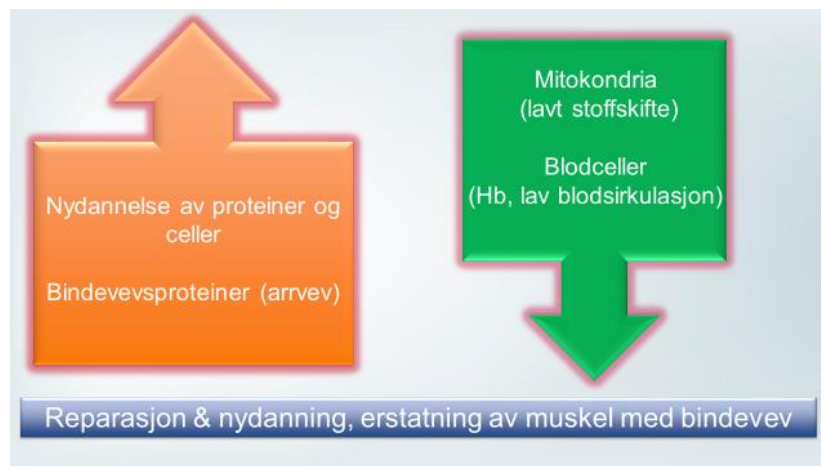 Nydannelse av proteiner og
celler
Bindevevsproteiner (arrvev)
Mitokondria
(lavt stoffskifte)
Blodceller
(Hb, lav blodsirkulasjon)
Reparasjon & nydanning, erstatning av muskel med bindevev